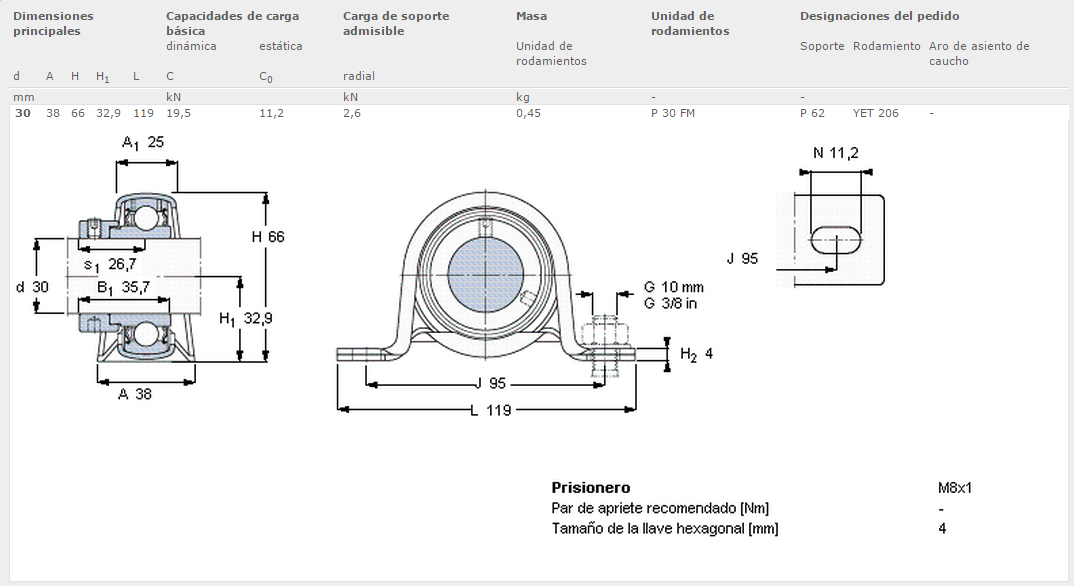 Dimensiones principales Capacidades de carga básica Carga de soporte admisible Masa Unidad de rodamientos Designaciones del pedido
dinámica estática Unidad de rodamientos Soporte Rodamiento Aro de asiento de caucho
d A H H1 L C C0 radial
mm kN kN kg - -
30 38 66 32,9 119 19,5 11,2 2,6 0,45 P 30 FM P 62 YET 206 -
A1 25
N 11,2
H 66
s1 26,7
J 95
d 30
B1 35,7
G 10 mm
G 3/8 in
H1 32,9
H2 4
J 95
A 38
L 119
Prisionero M8x1
Par de apriete recomendado [Nm] -
Tamaño de la llave hexagonal [mm] 4